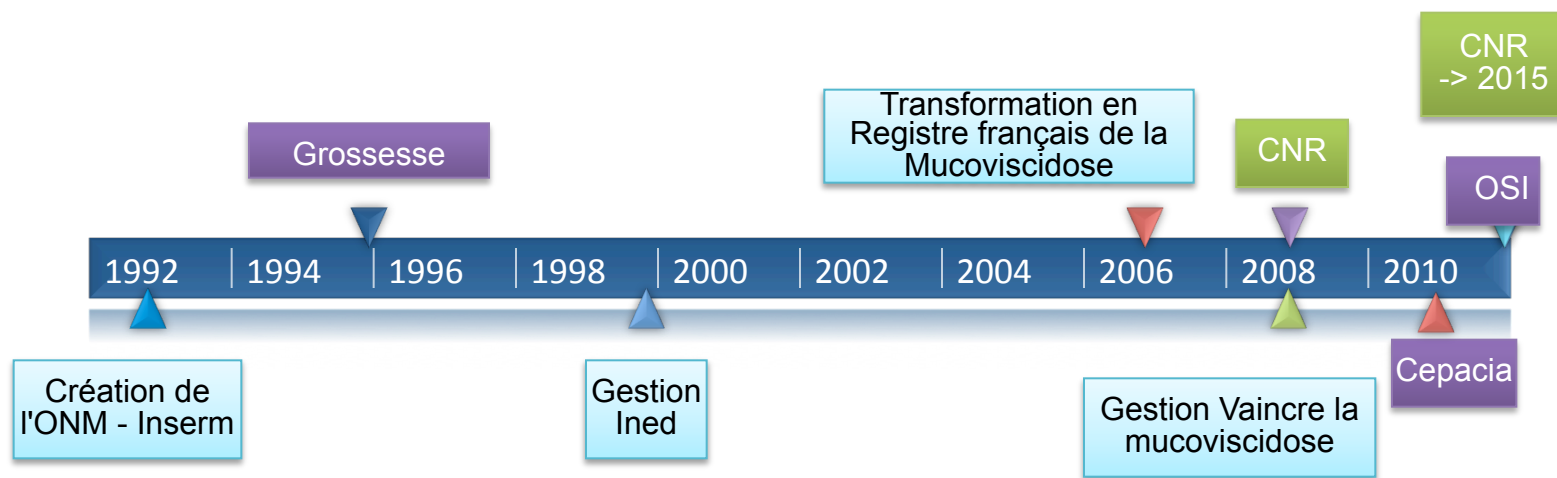 CNR
-> 2015
Transformation en
Registre français de la
Mucoviscidose
Grossesse
CNR
OSI
1992 1994 1996 1998 2000 2002 2004 2006 2008 2010
Création de
l'ONM - Inserm
Gestion
Ined
Gestion Vaincre la
mucoviscidose
Cepacia